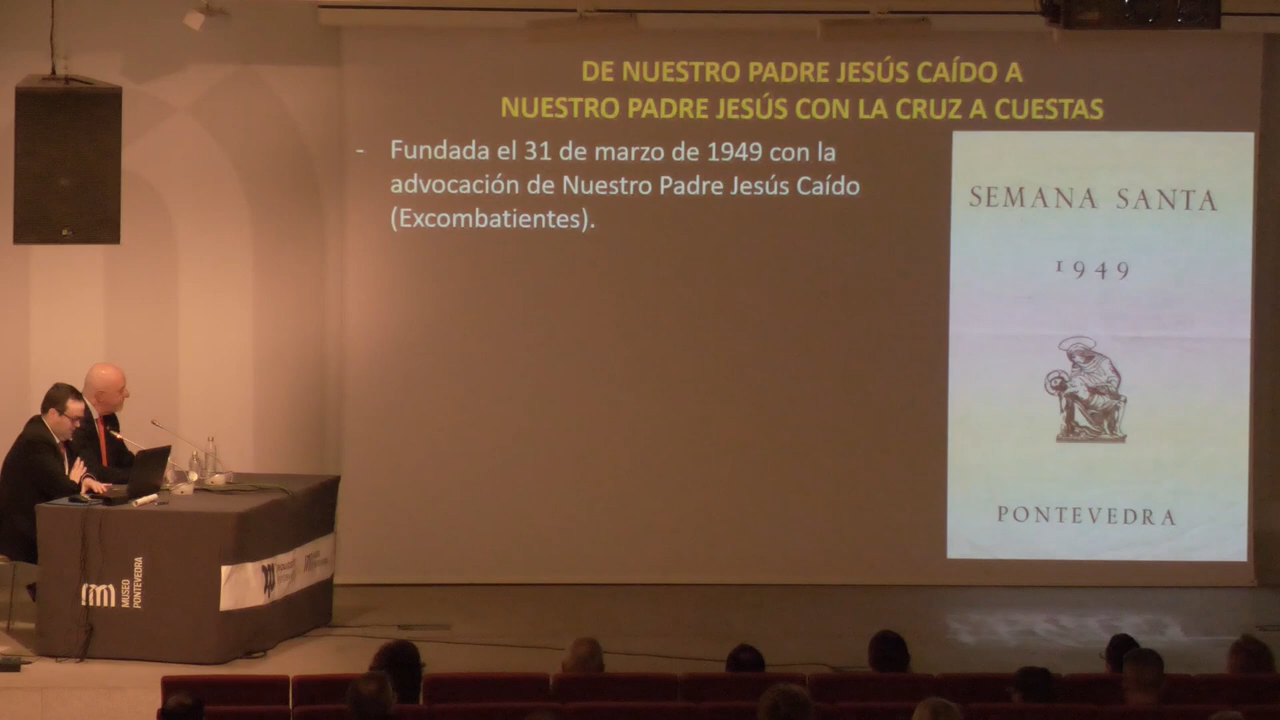 DE NUESTRO PADRE JESÚS CAÍDO A
NUESTRO PADRE JESÚS CON LA CRUZ A CUESTAS
- Fundada el 31 de marzo de 1949 con la
advocación de Nuestro Padre Jesús Caído
(Excombatientes).
SEMANA SANTA
1949
PONTEVEDRA
MUSEO
PONTEVEDRA